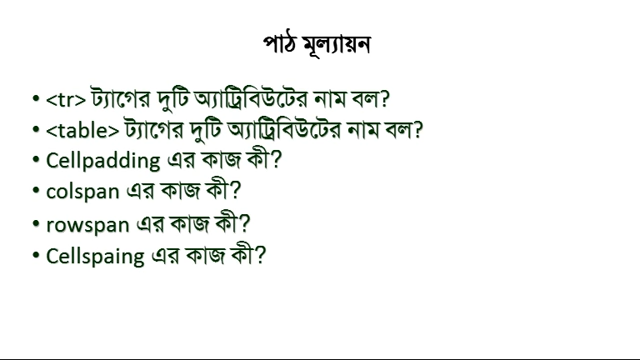 পাঠ মূল্যায়ন
• <tr> ট্যাগের দুটি অ্যাট্রিবিউটের নাম বল?
• <table> ট্যাগের দুটি অ্যাট্রিবিউটের নাম বল?
• Cellpadding এর কাজ কী?
• colspan এর কাজ কী?
• rowspan এর কাজ কী?
• Cellspaing এর কাজ কী?